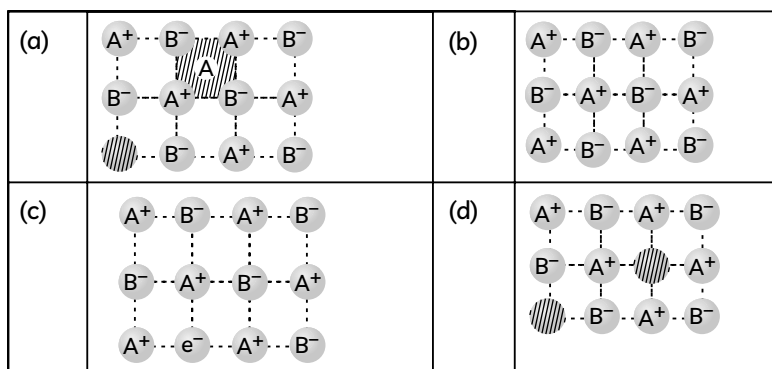 (a)
A⁺ B⁻ A⁺ B⁻
A
B⁻ A⁺ B⁻ A⁺
B⁻ A⁺ B⁻
(b)
A⁺ B⁻ A⁺ B⁻
B⁻ A⁺ B⁻ A⁺
A⁺ B⁻ A⁺ B⁻
(c)
A⁺ B⁻ A⁺ B⁻
B⁻ A⁺ B⁻ A⁺
A⁺ e⁻ A⁺ B⁻
(d)
A⁺ B⁻ A⁺ B⁻
B⁻ A⁺ A⁺
B⁻ A⁺ B⁻